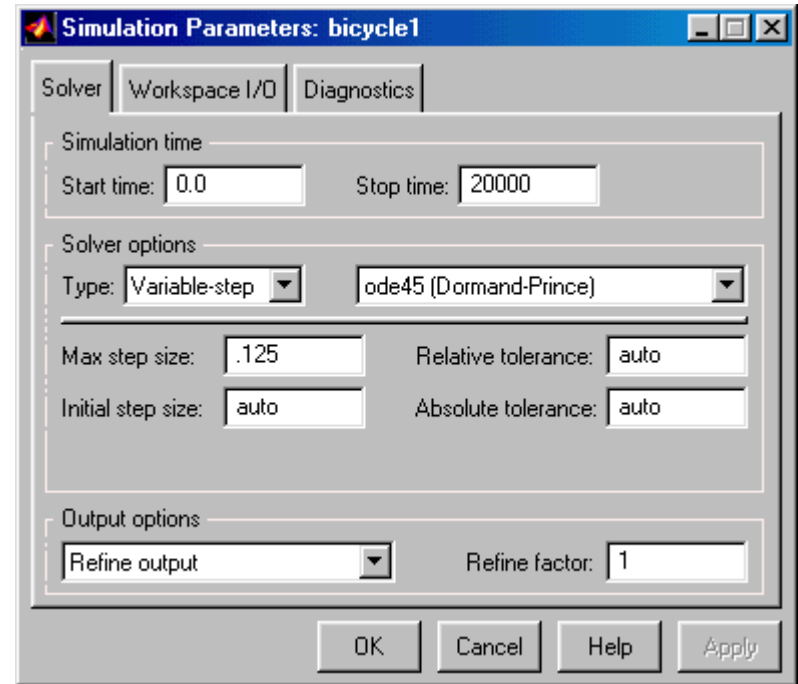 Simulation Parameters: bicycle1
Solver Workspace I/O Diagnostics
Simulation time
Start time: 0.0 Stop time: 20000
Solver options
Type: Variable-step ode45 (Dormand-Prince)
Max step size: .125 Relative tolerance: auto
Initial step size: auto Absolute tolerance: auto
Output options
Refine output Refine factor: 1
OK Cancel Help Apply